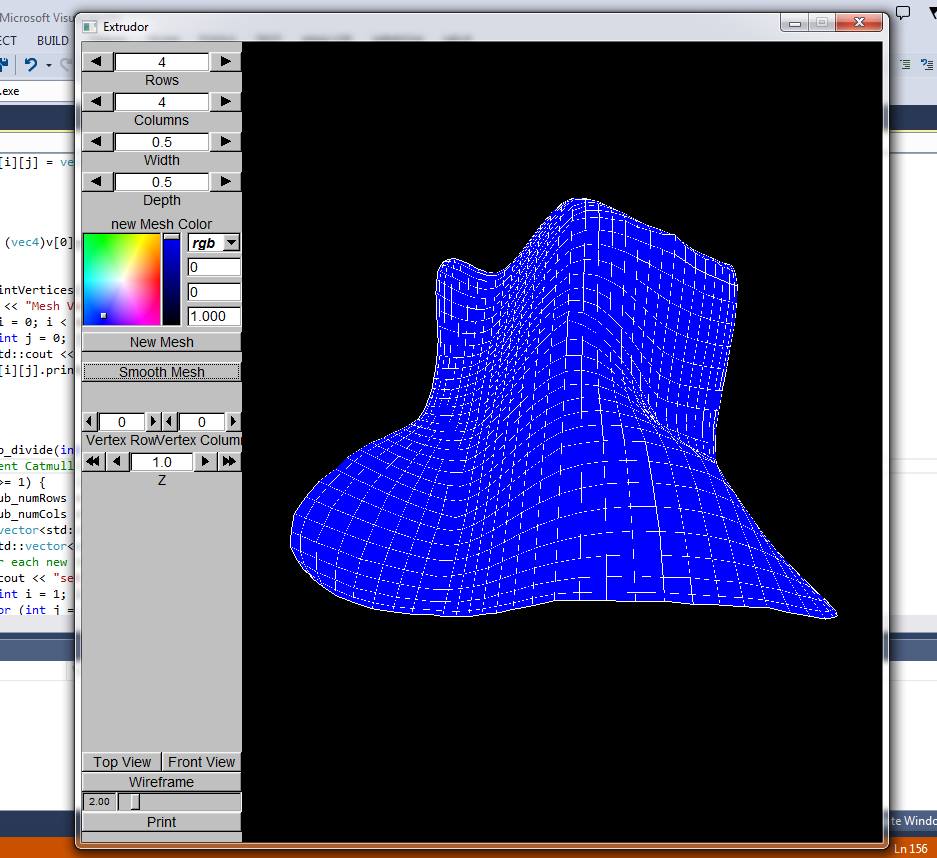 Microsoft Visu
Extrudor
ECT BUILD
.exe
4
Rows
4
Columns
0.5
Width
[i][j] = ve
0.5
Depth
new Mesh Color
rgb
(vec4)v[0]
0
intVertices
0
<< "Mesh V
i = 0; i <
1.000
int j = 0;
New Mesh
td::cout <<
[i][j].prin
Smooth Mesh
0 0
Vertex Row Vertex Colum
b_divide(in
1.0
ent Catmull
Z
>= 1) {
ub_numRows
ub_numCols
vector<std:
td::vector<
r each new
cout << "se
int i = 1;
or (int j =
Top View Front View
Wireframe
2.00
Print
te Windo
Ln 156